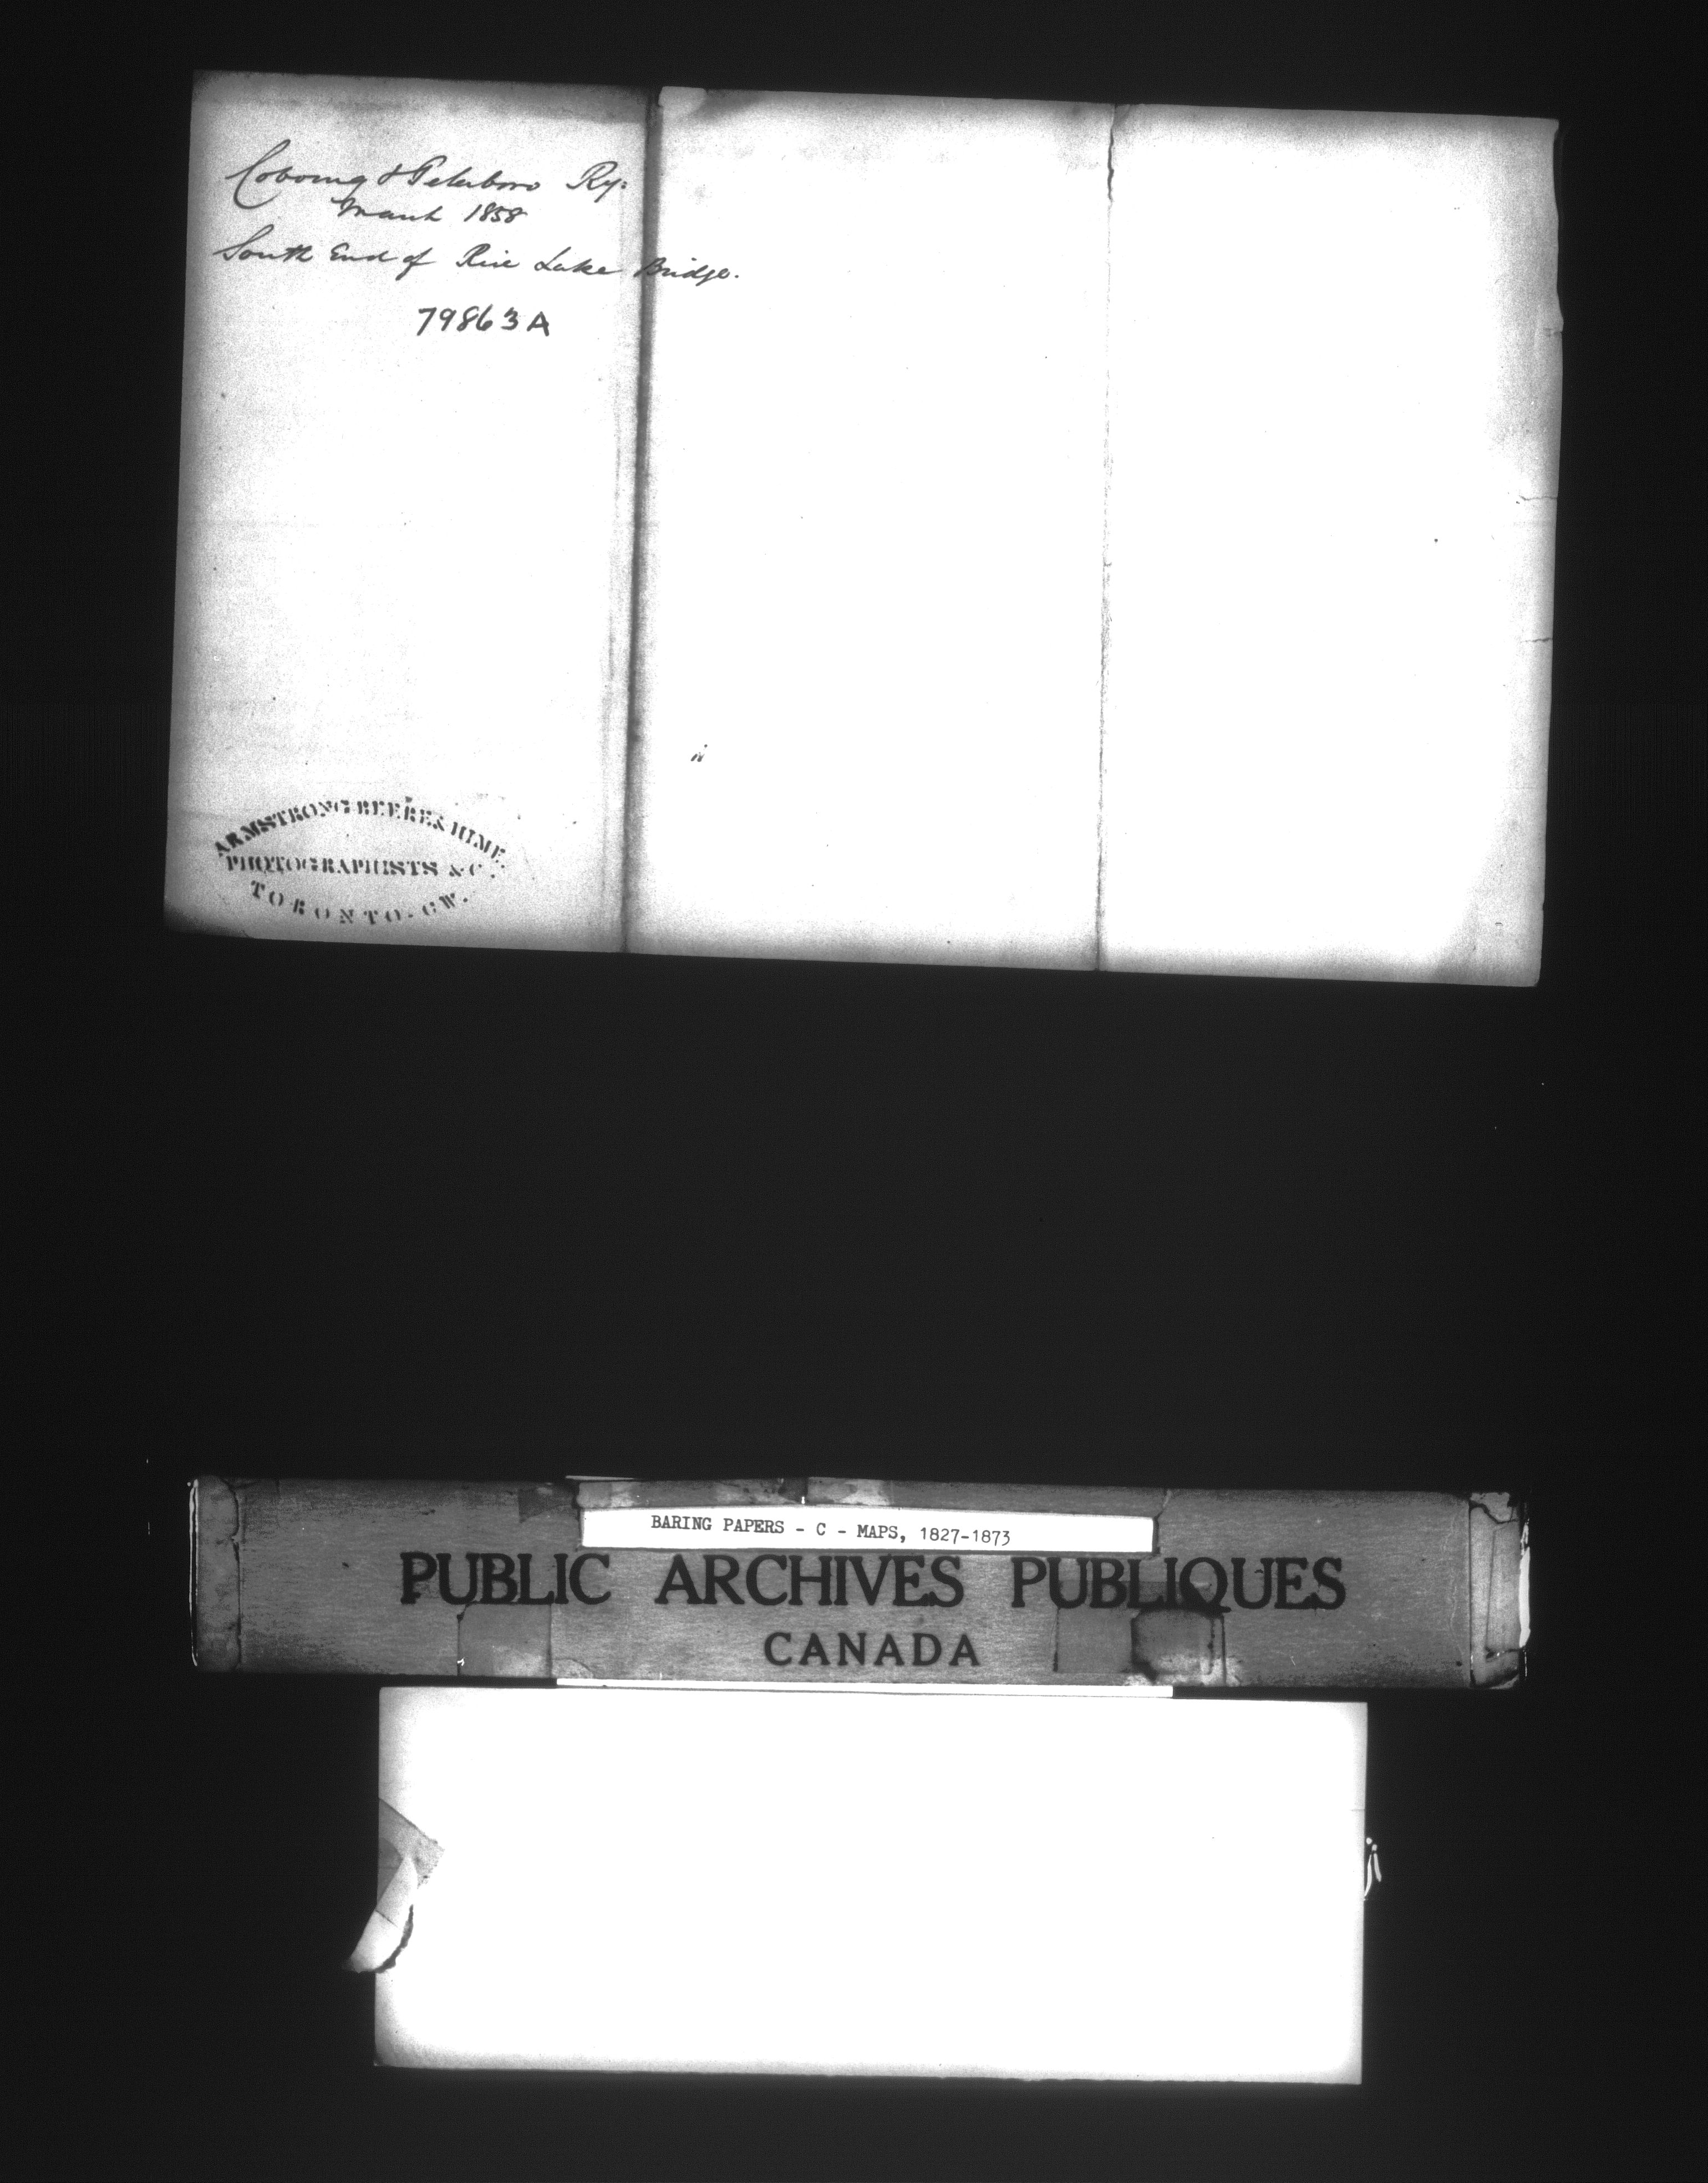 Cobourg & Peterboro Ry:
March 1858
South End of Rice Lake Bridge.
79863A
ARMSTRONG BEERE & HIME.
PHOTOGRAPHISTS &C.
TORONTO. C.W.
BARING PAPERS - C - MAPS, 1827-1873
PUBLIC ARCHIVES PUBLIQUES
CANADA